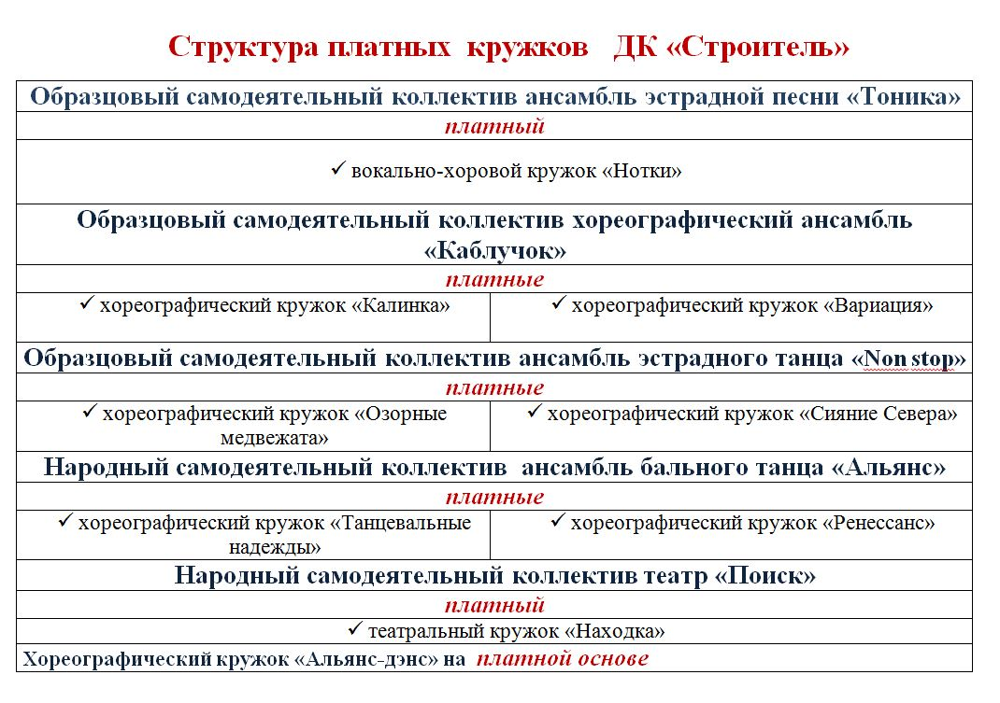 Структура платных кружков ДК «Строитель»
Образцовый самодеятельный коллектив ансамбль эстрадной песни «Тоника»
платный
✓ вокально-хоровой кружок «Нотки»
Образцовый самодеятельный коллектив хореографический ансамбль
«Каблучок»
платные
✓ хореографический кружок «Калинка»
✓ хореографический кружок «Вариация»
Образцовый самодеятельный коллектив ансамбль эстрадного танца «Non stop»
платные
✓ хореографический кружок «Озорные
медвежата»
✓ хореографический кружок «Сияние Севера»
Народный самодеятельный коллектив ансамбль бального танца «Альянс»
платные
✓ хореографический кружок «Танцевальные
надежды»
✓ хореографический кружок «Ренессанс»
Народный самодеятельный коллектив театр «Поиск»
платный
✓ театральный кружок «Находка»
Хореографический кружок «Альянс-дэнс» на платной основе